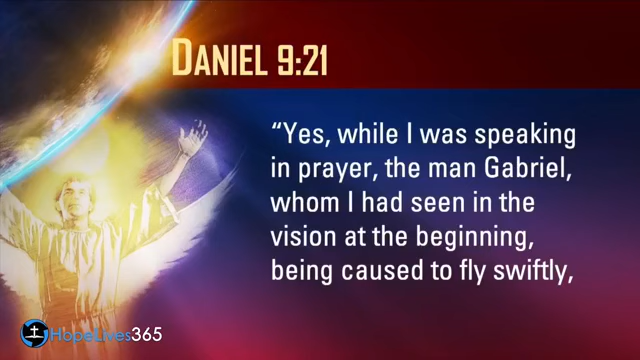 DANIEL 9:21
“Yes, while I was speaking
in prayer, the man Gabriel,
whom I had seen in the
vision at the beginning,
being caused to fly swiftly,
HopeLives365